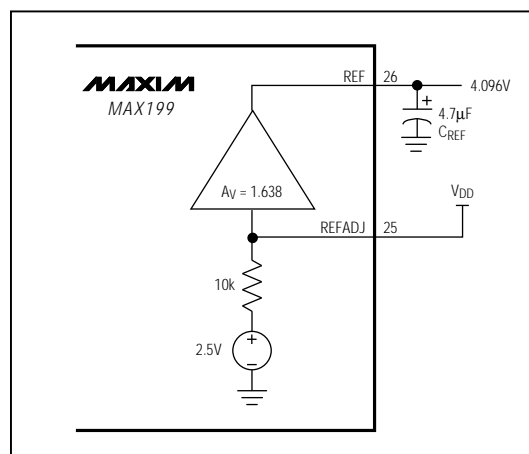 REF 26 4.096V
MAXIM
MAX199
+
4.7µF
CREF
AV = 1.638
VDD
REFADJ 25
10k
+
2.5V
−